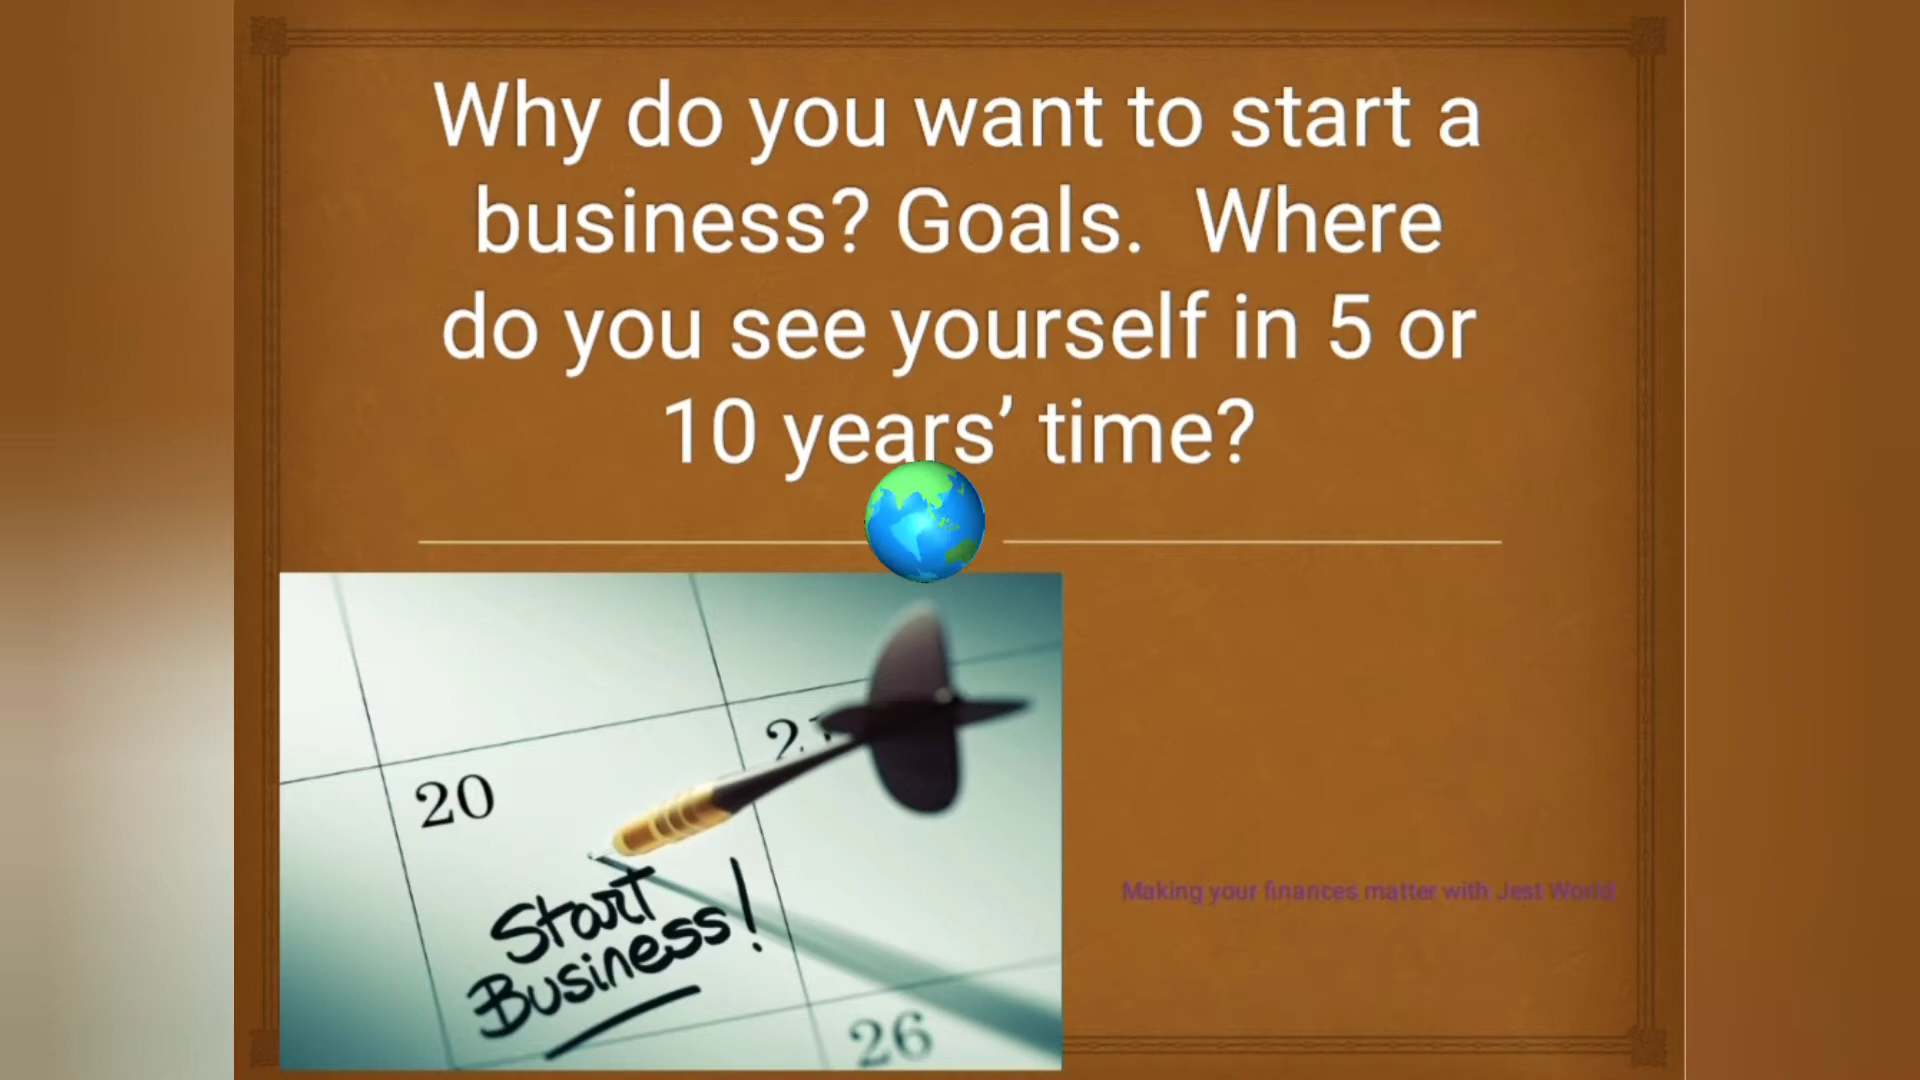 Why do you want to start a
business? Goals. Where
do you see yourself in 5 or
10 years’ time?
20
Start
Business!
26
Making your finances matter with Jest World